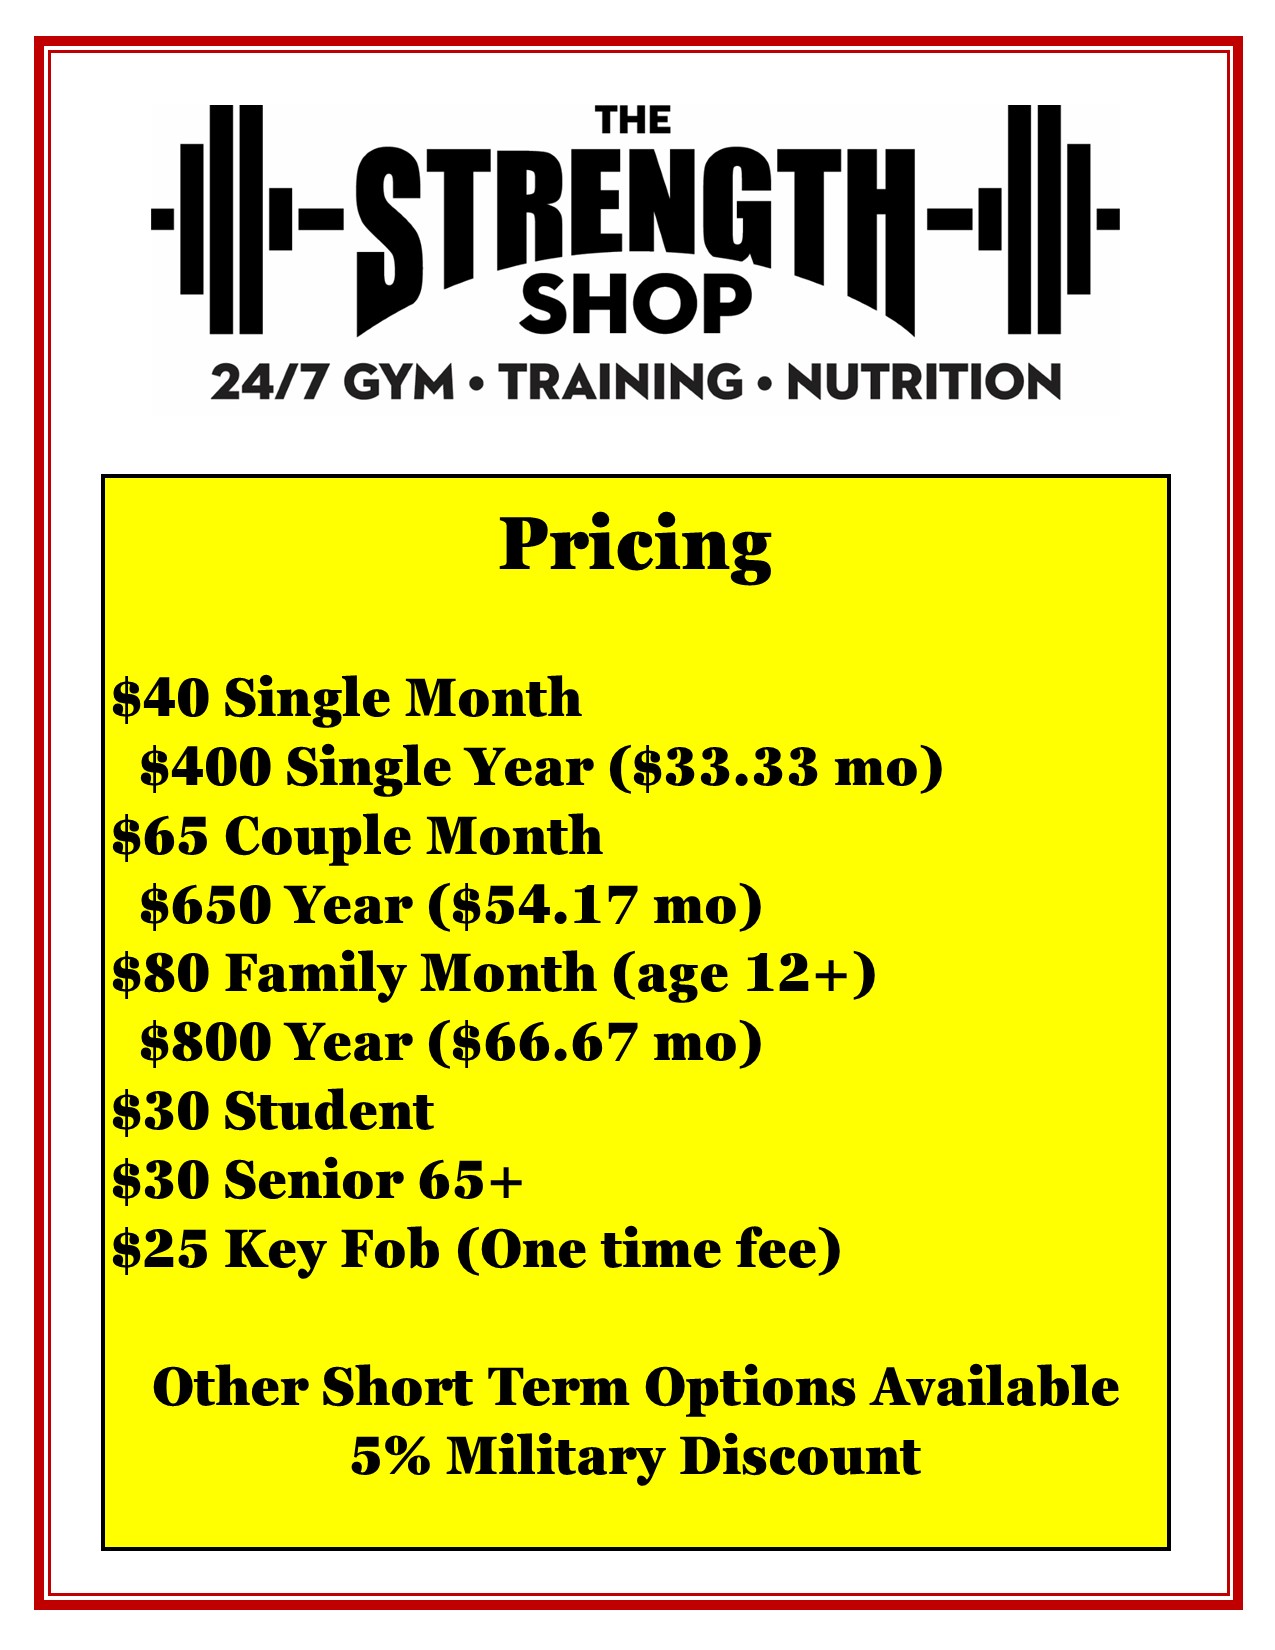 THE
STRENGTH
SHOP
24/7 GYM • TRAINING • NUTRITION
Pricing
$40 Single Month
$400 Single Year ($33.33 mo)
$65 Couple Month
$650 Year ($54.17 mo)
$80 Family Month (age 12+)
$800 Year ($66.67 mo)
$30 Student
$30 Senior 65+
$25 Key Fob (One time fee)
Other Short Term Options Available
5% Military Discount